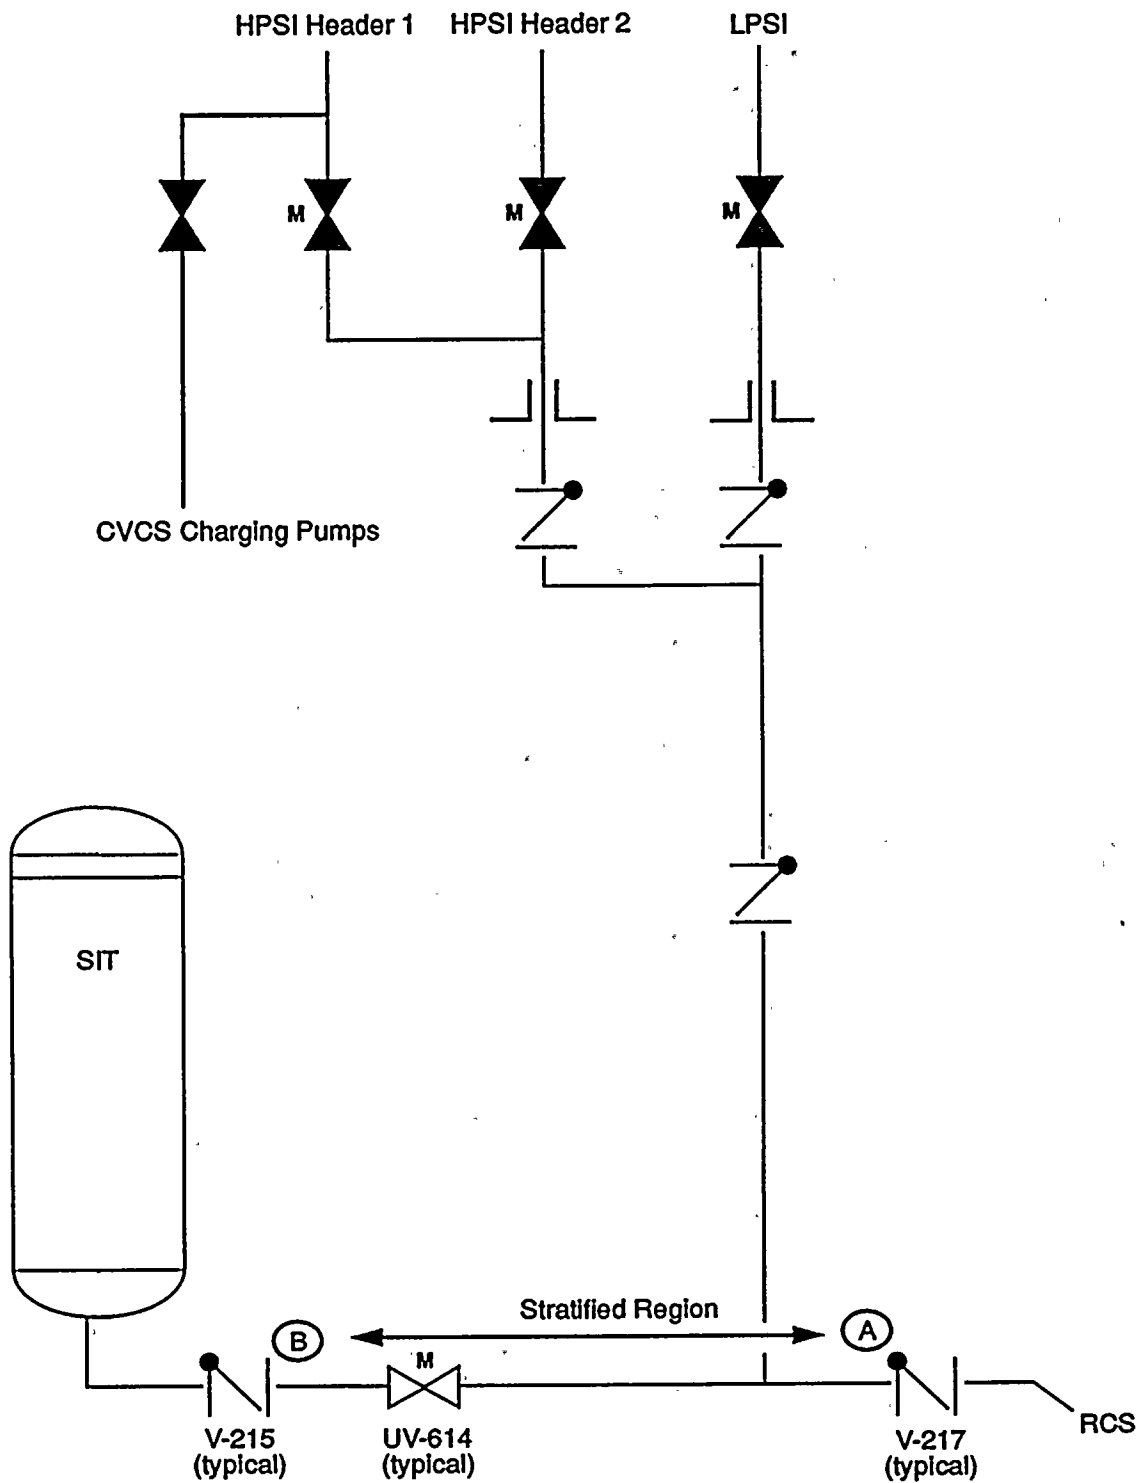 HPSI Header 1 HPSI Header 2 LPSI
M M M
CVCS Charging Pumps
SIT
Stratified Region
B A
M
V-215 UV-614 V-217 RCS
(typical) (typical) (typical)